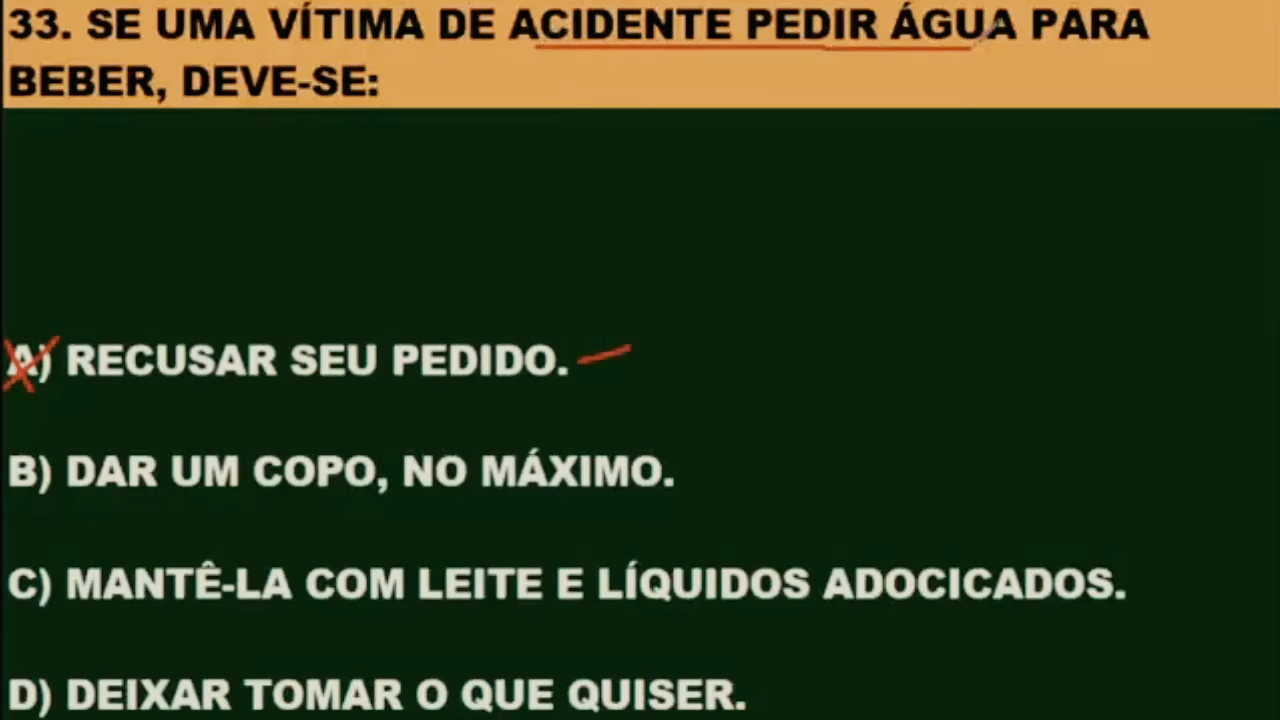 33. SE UMA VÍTIMA DE ACIDENTE PEDIR ÁGUA PARA
BEBER, DEVE-SE:
A) RECUSAR SEU PEDIDO.
B) DAR UM COPO, NO MÁXIMO.
C) MANTÊ-LA COM LEITE E LÍQUIDOS ADOCICADOS.
D) DEIXAR TOMAR O QUE QUISER.